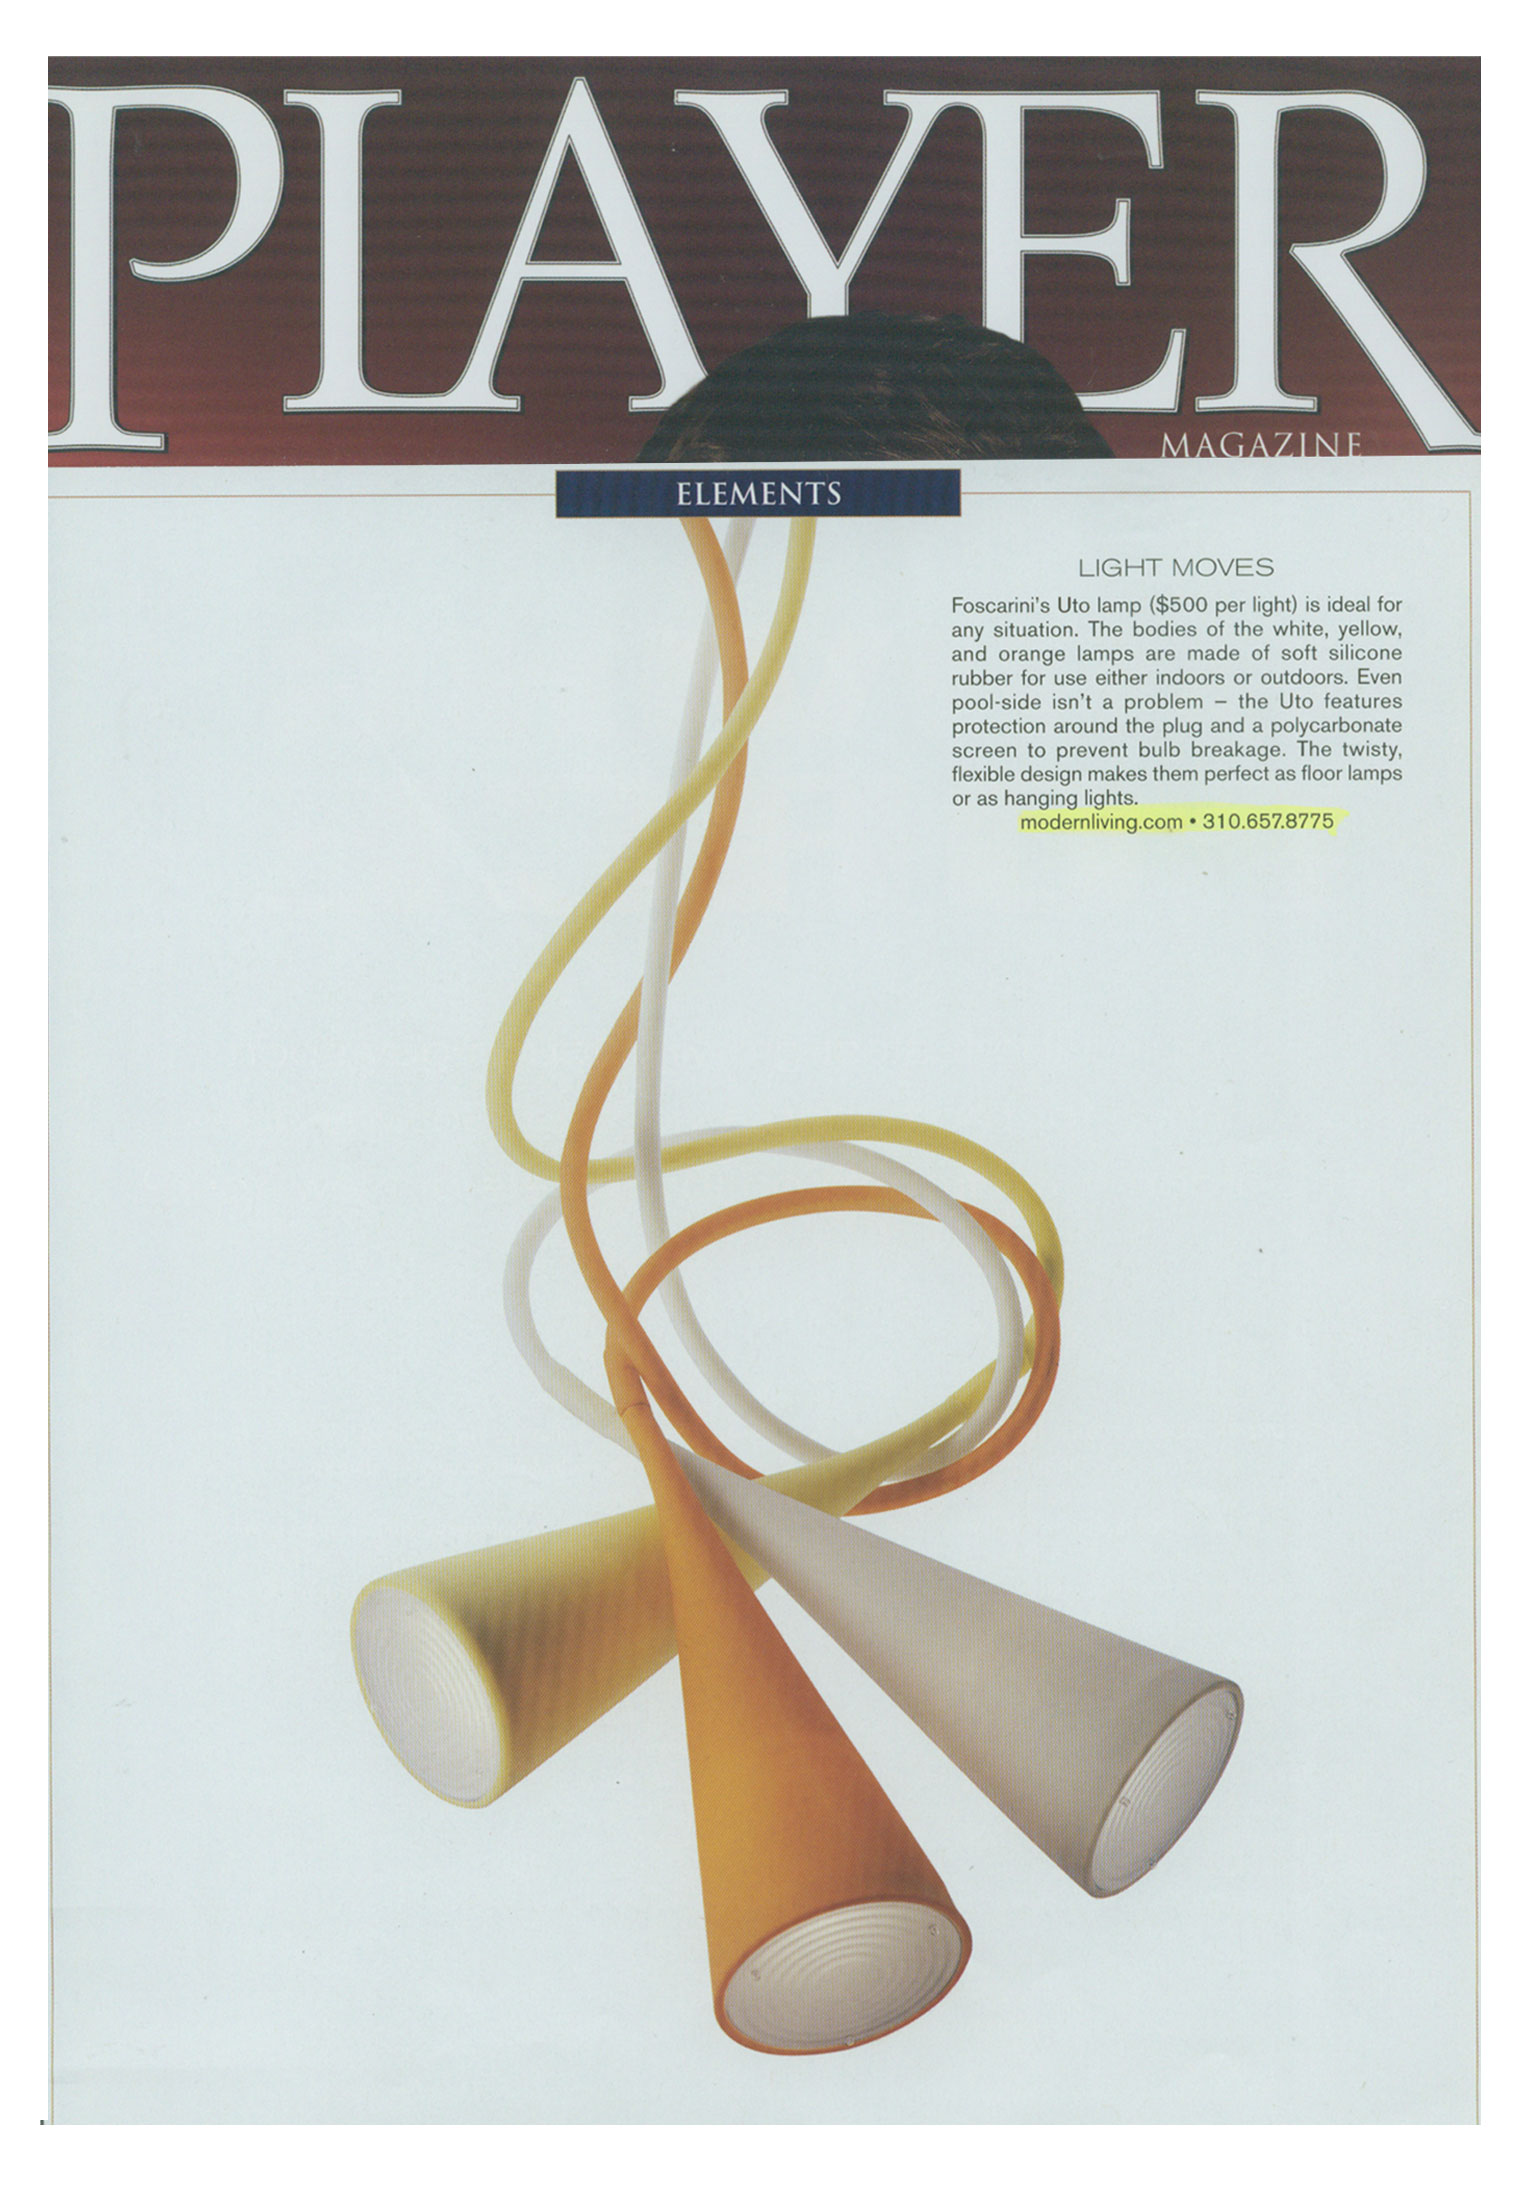 PLAYER
MAGAZINE
ELEMENTS
LIGHT MOVES
Foscarini's Uto lamp ($500 per light) is ideal for
any situation. The bodies of the white, yellow,
and orange lamps are made of soft silicone
rubber for use either indoors or outdoors. Even
pool-side isn't a problem – the Uto features
protection around the plug and a polycarbonate
screen to prevent bulb breakage. The twisty,
flexible design makes them perfect as floor lamps
or as hanging lights.
modernliving.com • 310.657.8775